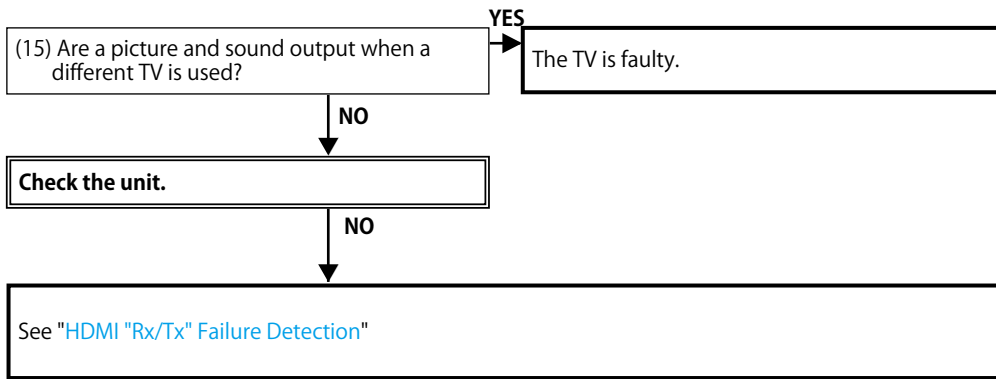 YES
(15) Are a picture and sound output when a
different TV is used?
The TV is faulty.
NO
Check the unit.
NO
See "HDMI "Rx/Tx" Failure Detection"